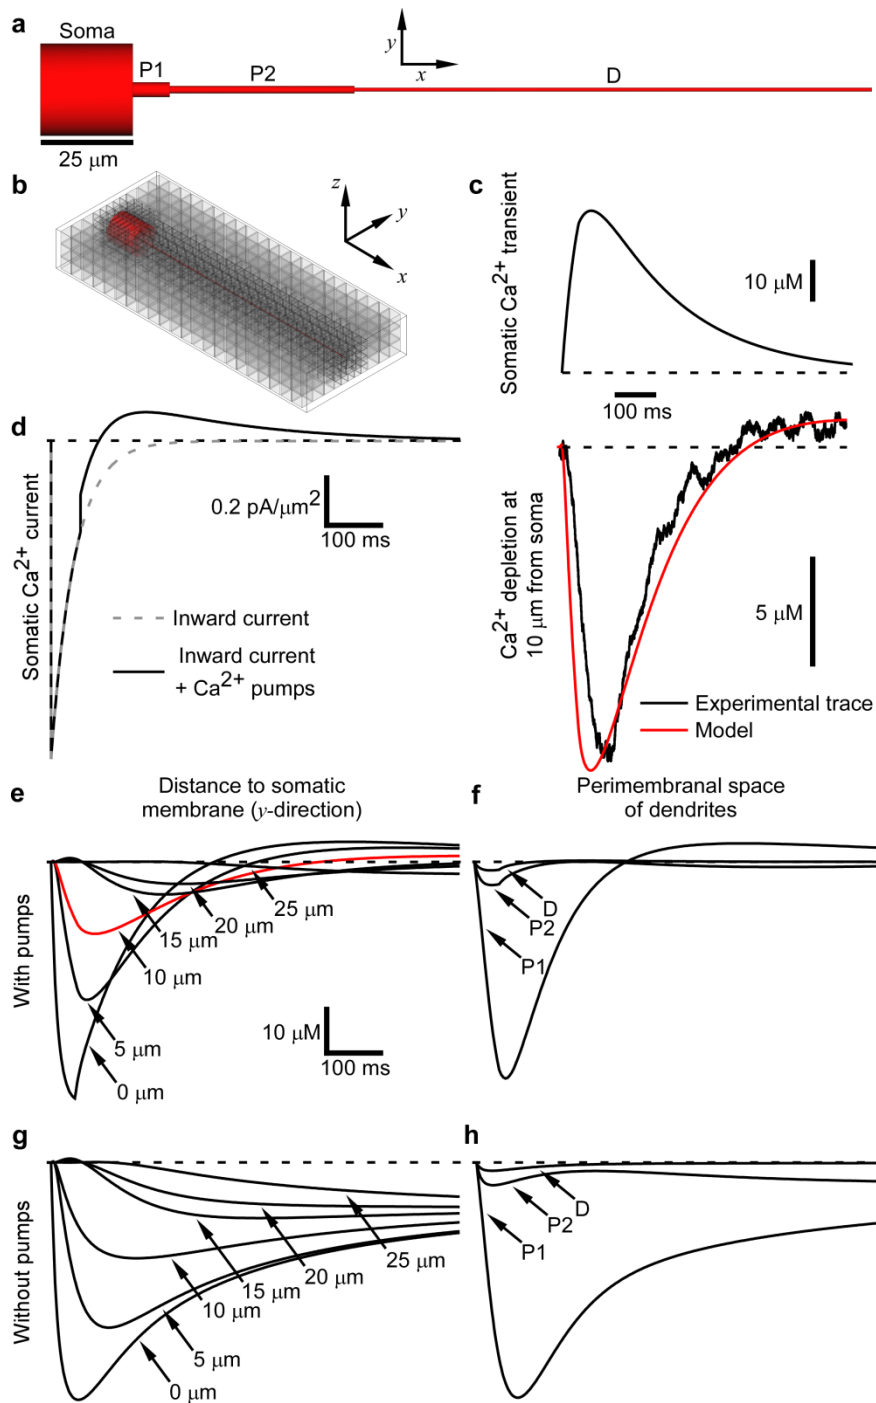 a
Soma
P1
P2
D
y
x
25 μm
b
z
y
x
c
Somatic Ca2+ transient
10 μM
100 ms
Ca2+ depletion at
10 μm from soma
5 μM
Experimental trace
Model
d
Somatic Ca2+ current
0.2 pA/μm2
100 ms
Inward current
Inward current
+ Ca2+ pumps
Distance to somatic
membrane (y-direction)
Perimembranal space
of dendrites
e
With pumps
25 μm
20 μm
15 μm
10 μm
5 μm
0 μm
10 μM
100 ms
f
D
P2
P1
g
Without pumps
25 μm
20 μm
15 μm
10 μm
5 μm
0 μm
h
D
P2
P1